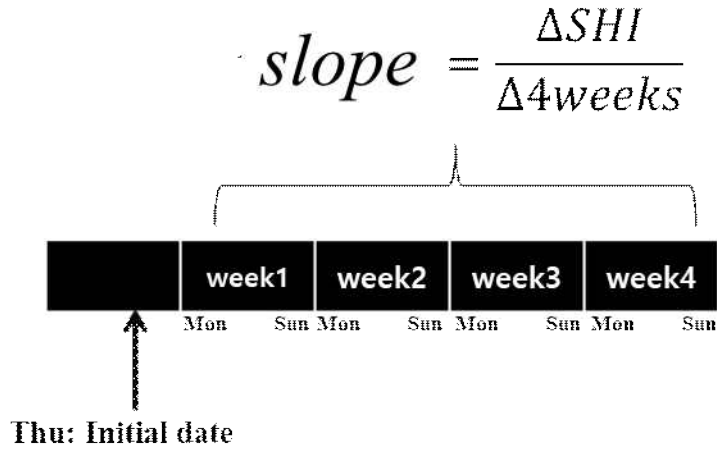 slope = ΔSHI / Δ4weeks
week1 week2 week3 week4
Mon Sun Mon Sun Mon Sun Mon Sun
Thu: Initial date